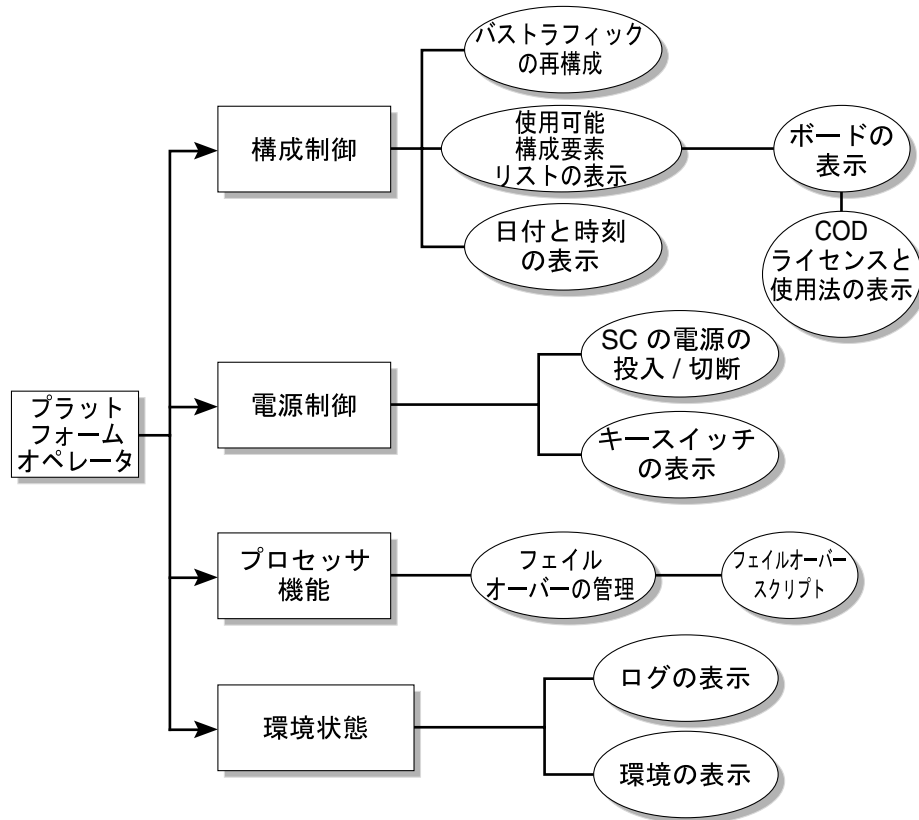 バストラフィック
の再構成
構成制御
使用可能
構成要素
リストの表示
ボードの
表示
日付と時刻
の表示
COD
ライセンスと
使用法の表示
プラット
フォーム
オペレータ
電源制御
SC の電源の
投入 / 切断
キースイッチ
の表示
プロセッサ
機能
フェイル
オーバーの管理
フェイルオーバー
スクリプト
環境状態
ログの表示
環境の表示